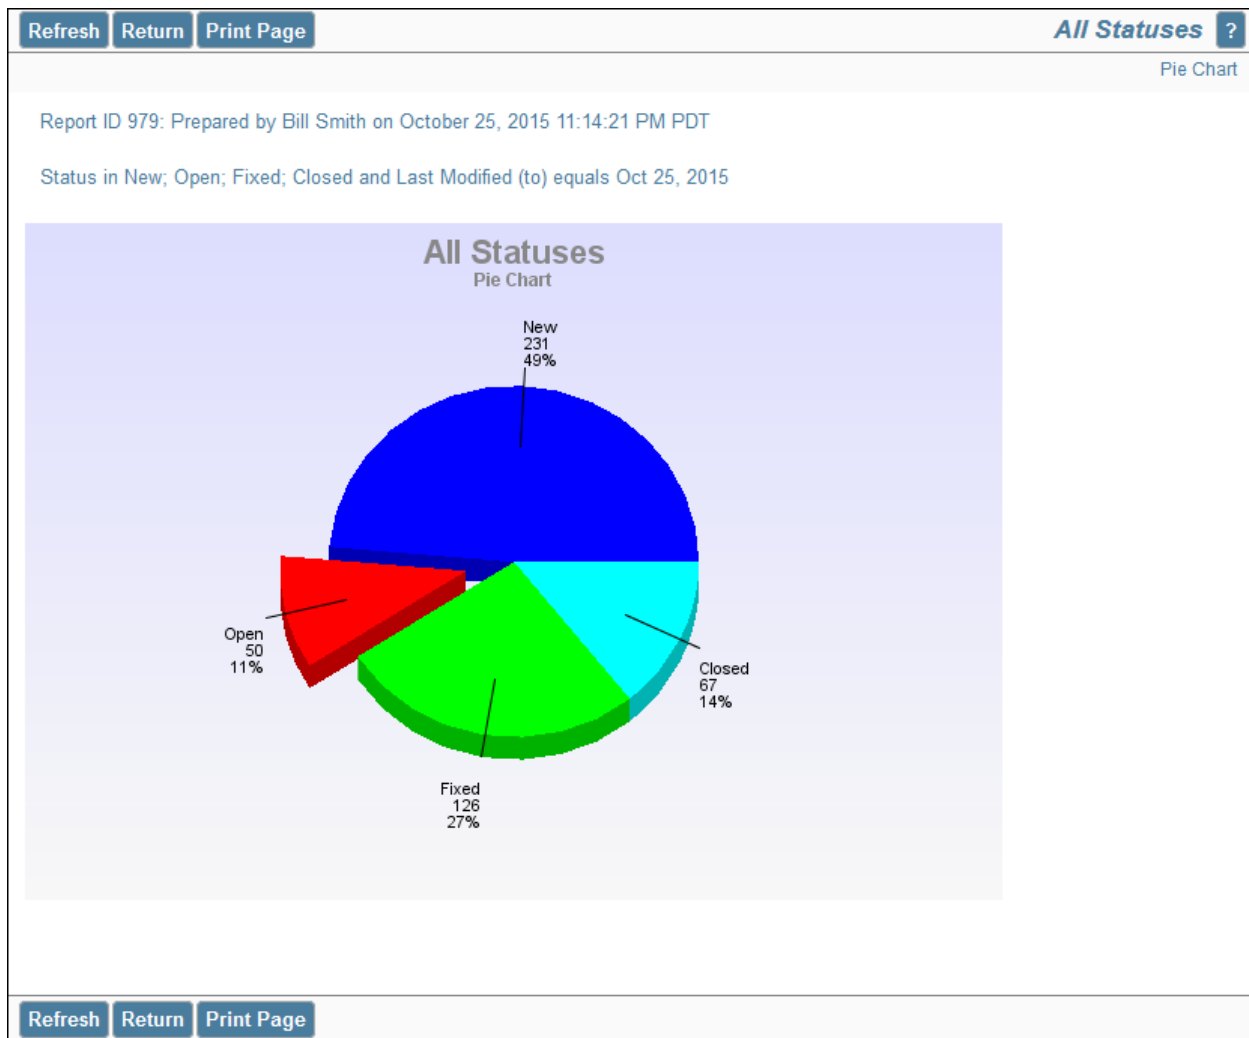 Refresh Return Print Page All Statuses ?
Pie Chart
Report ID 979: Prepared by Bill Smith on October 25, 2015 11:14:21 PM PDT
Status in New; Open; Fixed; Closed and Last Modified (to) equals Oct 25, 2015
All Statuses
Pie Chart
New
231
49%
Open
50
11%
Closed
67
14%
Fixed
126
27%
Refresh Return Print Page